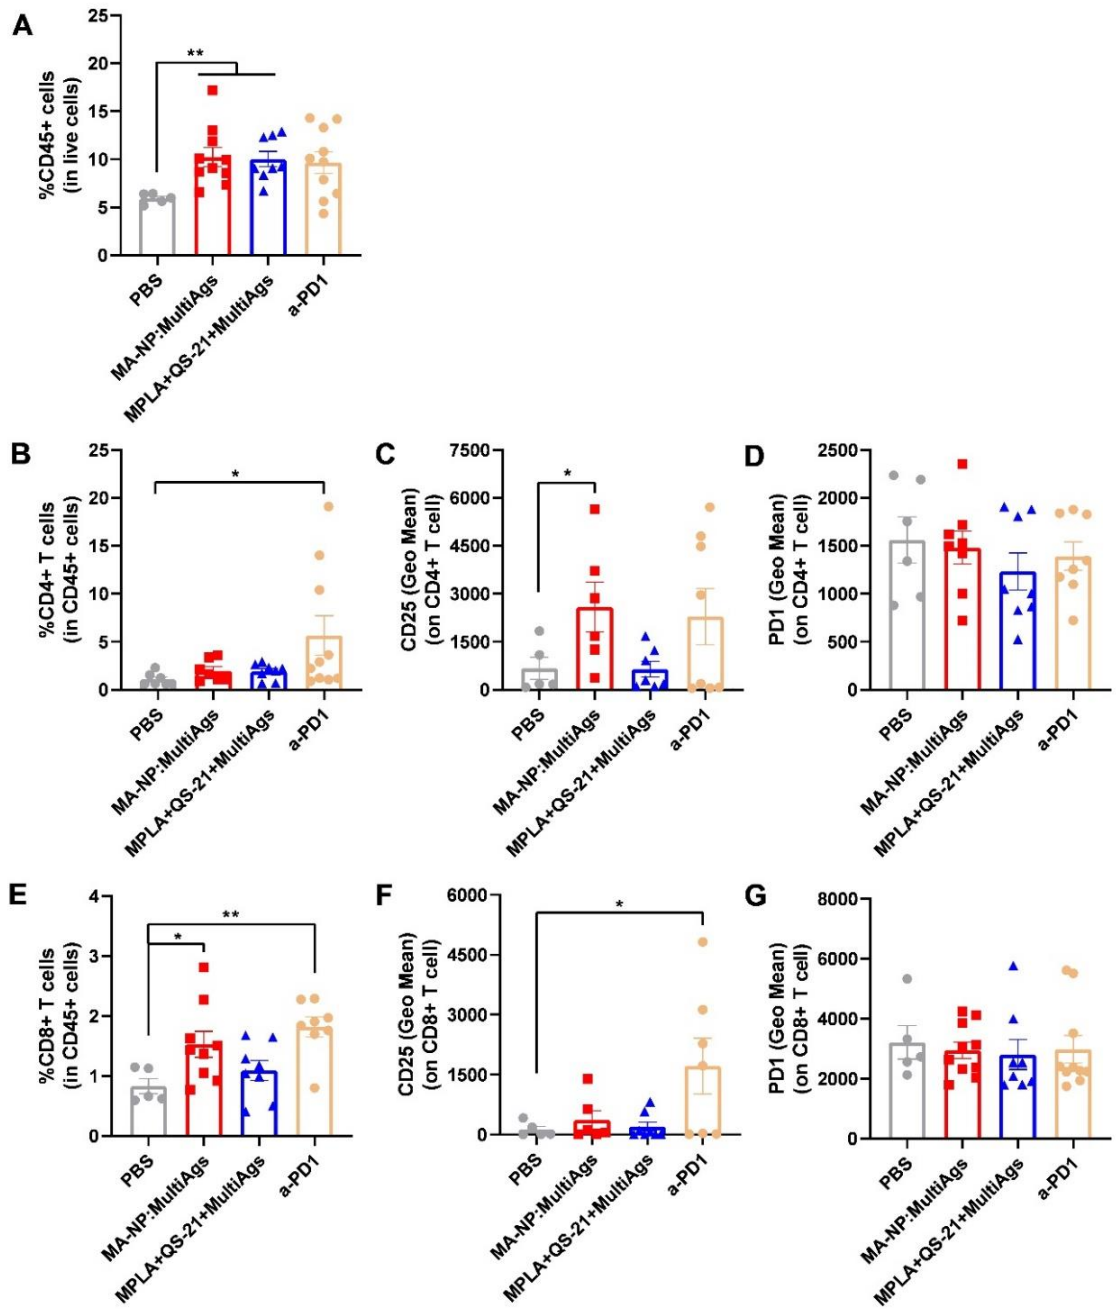 A
%CD45+ cells
(in live cells)
25
20
15
10
5
0
**
PBS
MA-NP:MultiAgs
MPLA+QS-21+MultiAgs
a-PD1
B
%CD4+ T cells
(in CD45+ cells)
25
20
15
10
5
0
*
PBS
MA-NP:MultiAgs
MPLA+QS-21+MultiAgs
a-PD1
C
CD25 (Geo Mean)
(on CD4+ T cell)
7500
6000
4500
3000
1500
0
*
PBS
MA-NP:MultiAgs
MPLA+QS-21+MultiAgs
a-PD1
D
PD1 (Geo Mean)
(on CD4+ T cell)
2500
2000
1500
1000
500
0
PBS
MA-NP:MultiAgs
MPLA+QS-21+MultiAgs
a-PD1
E
%CD8+ T cells
(in CD45+ cells)
4
3
2
1
0
**
*
PBS
MA-NP:MultiAgs
MPLA+QS-21+MultiAgs
a-PD1
F
CD25 (Geo Mean)
(on CD8+ T cell)
6000
4500
3000
1500
0
*
PBS
MA-NP:MultiAgs
MPLA+QS-21+MultiAgs
a-PD1
G
PD1 (Geo Mean)
(on CD8+ T cell)
8000
6000
4000
2000
0
PBS
MA-NP:MultiAgs
MPLA+QS-21+MultiAgs
a-PD1